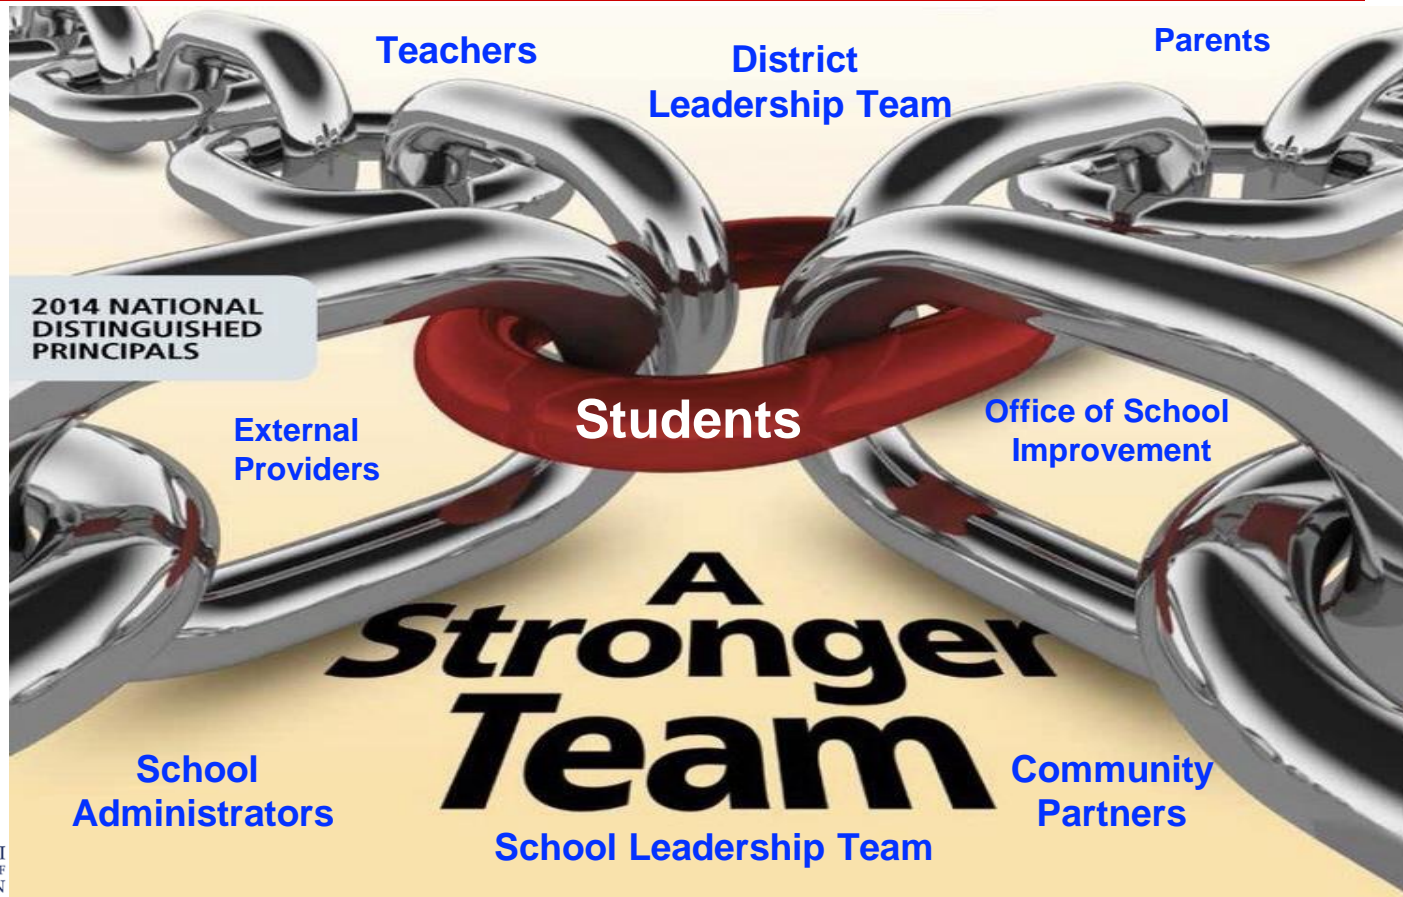 Teachers
District
Leadership Team
Parents
2014 NATIONAL
DISTINGUISHED
PRINCIPALS
External
Providers
Students
Office of School
Improvement
A
Stronger
Team
School
Administrators
Community
Partners
School Leadership Team